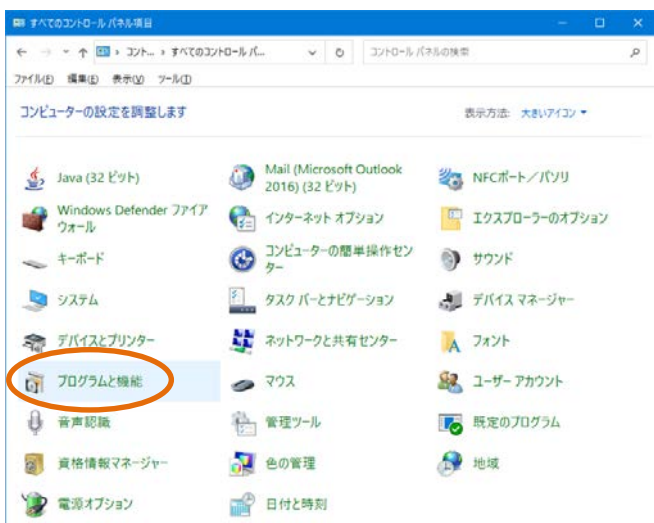 すべてのコントロール パネル項目
コント... › すべてのコントロール パ...
コントロール パネルの検索
ファイル(F) 編集(E) 表示(V) ツール(T)
コンピューターの設定を調整します
表示方法: 大きいアイコン
Java (32 ビット)
Mail (Microsoft Outlook
2016) (32 ビット)
NFCポート／パソリ
Windows Defender ファイア
ウォール
インターネット オプション
エクスプローラーのオプション
キーボード
コンピューターの簡単操作セン
ター
サウンド
システム
タスク バーとナビゲーション
デバイス マネージャー
デバイスとプリンター
ネットワークと共有センター
フォント
プログラムと機能
マウス
ユーザー アカウント
音声認識
管理ツール
既定のプログラム
資格情報マネージャー
色の管理
地域
電源オプション
日付と時刻